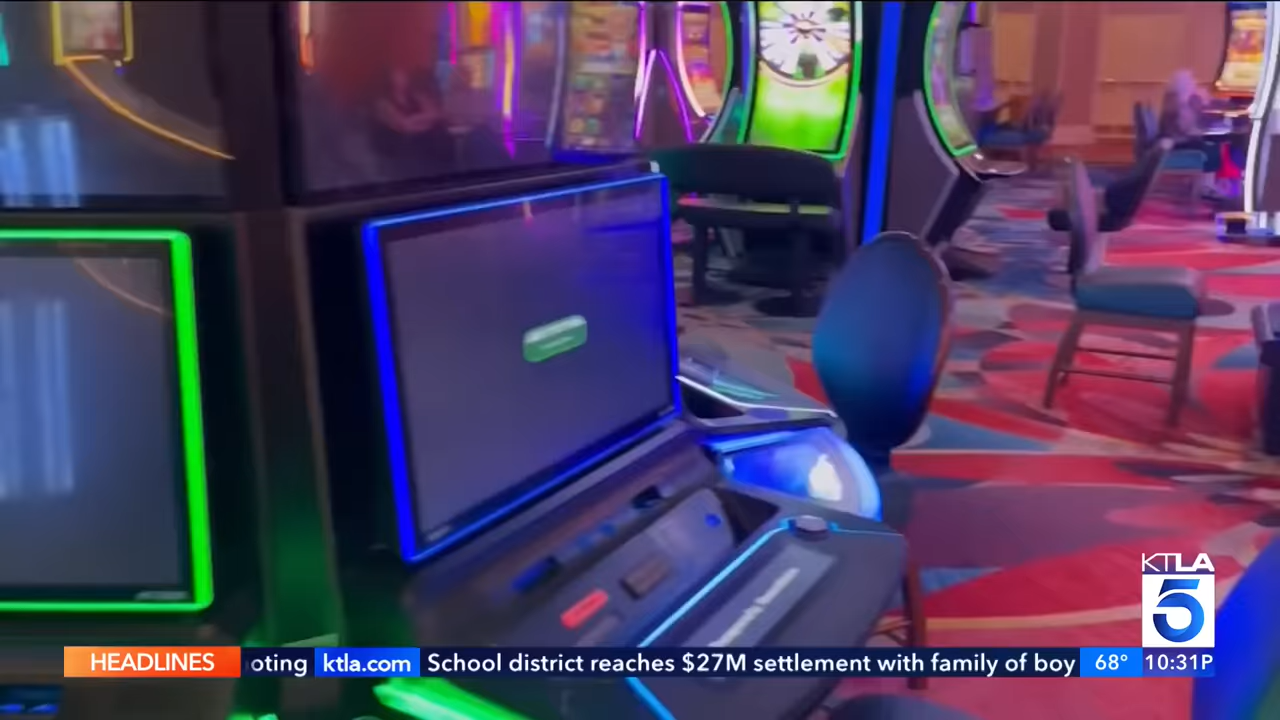 KTLA
5
HEADLINES oting ktla.com School district reaches $27M settlement with family of boy 68° 10:31P